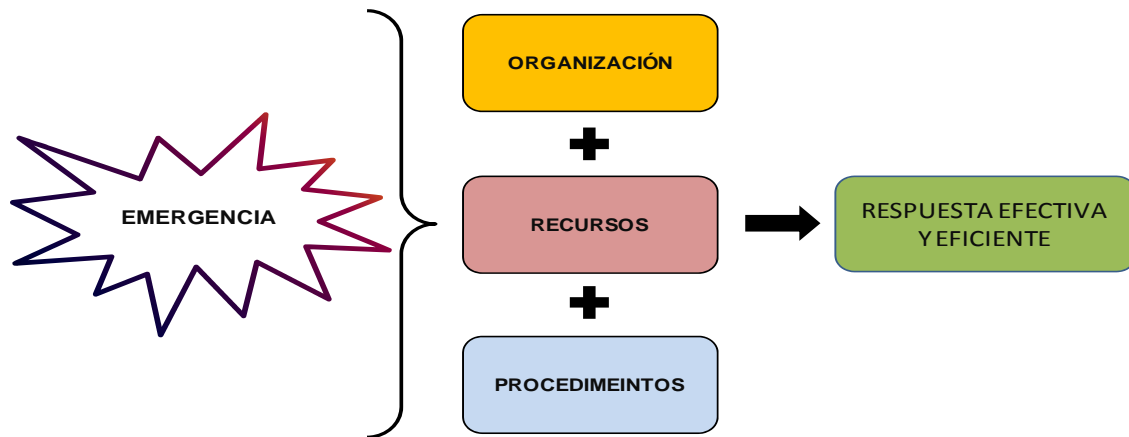 EMERGENCIA
ORGANIZACIÓN
RECURSOS
PROCEDIMEINTOS
RESPUESTA EFECTIVA
Y EFICIENTE